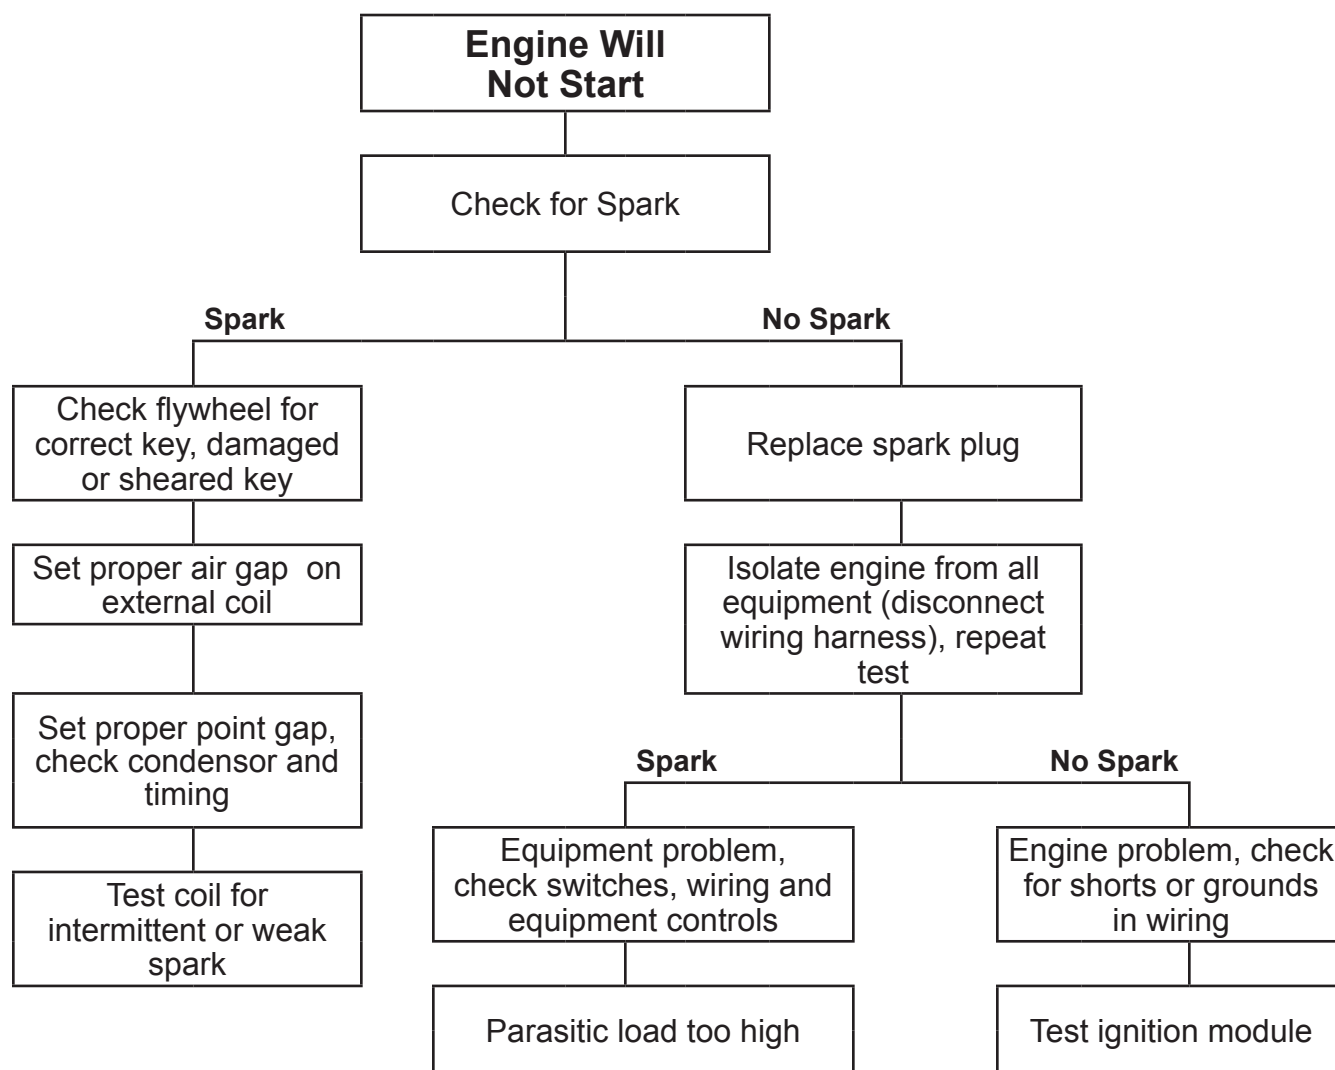 Engine Will
Not Start
Check for Spark
Spark
No Spark
Check flywheel for
correct key, damaged
or sheared key
Set proper air gap  on
external coil
Set proper point gap,
check condensor and
timing
Test coil for
intermittent or weak
spark
Replace spark plug
Isolate engine from all
equipment (disconnect
wiring harness), repeat
test
Spark
No Spark
Equipment problem,
check switches, wiring and
equipment controls
Parasitic load too high
Engine problem, check
for shorts or grounds
in wiring
Test ignition module